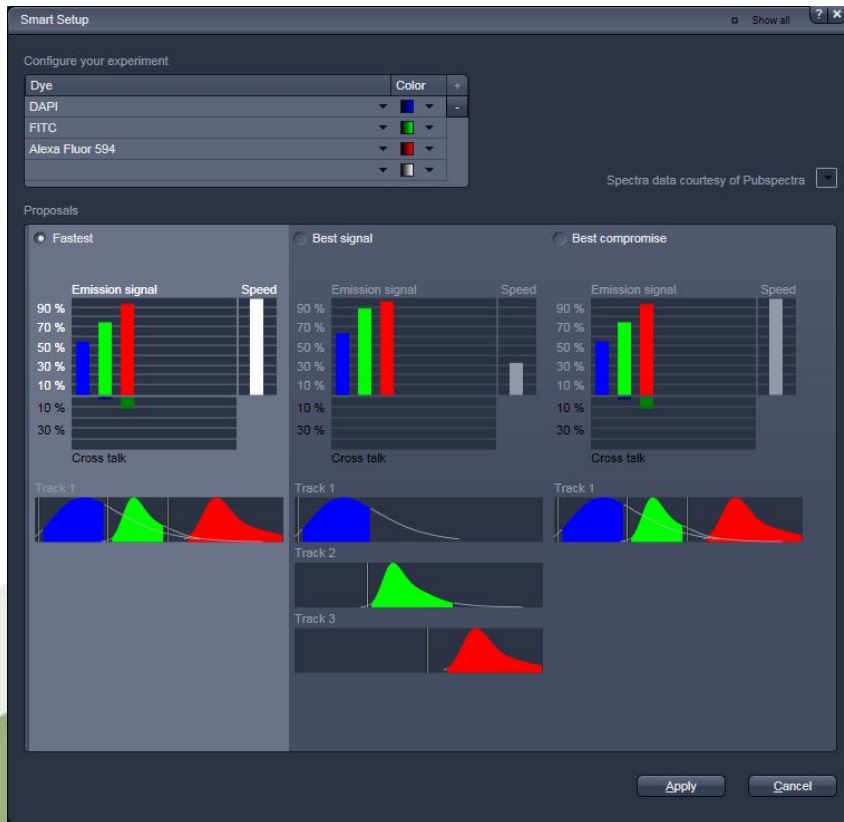 Smart Setup
Show all
? x
Configure your experiment
Dye Color + 
DAPI -
FITC
Alexa Fluor 594
Spectra data courtesy of Pubspectra
Proposals
Fastest
Emission signal Speed
90 %
70 %
50 %
30 %
10 %
10 %
30 %
Cross talk
Track 1
Best signal
Emission signal Speed
90 %
70 %
50 %
30 %
10 %
10 %
30 %
Cross talk
Track 1
Track 2
Track 3
Best compromise
Emission signal Speed
90 %
70 %
50 %
30 %
10 %
10 %
30 %
Cross talk
Track 1
Apply Cancel